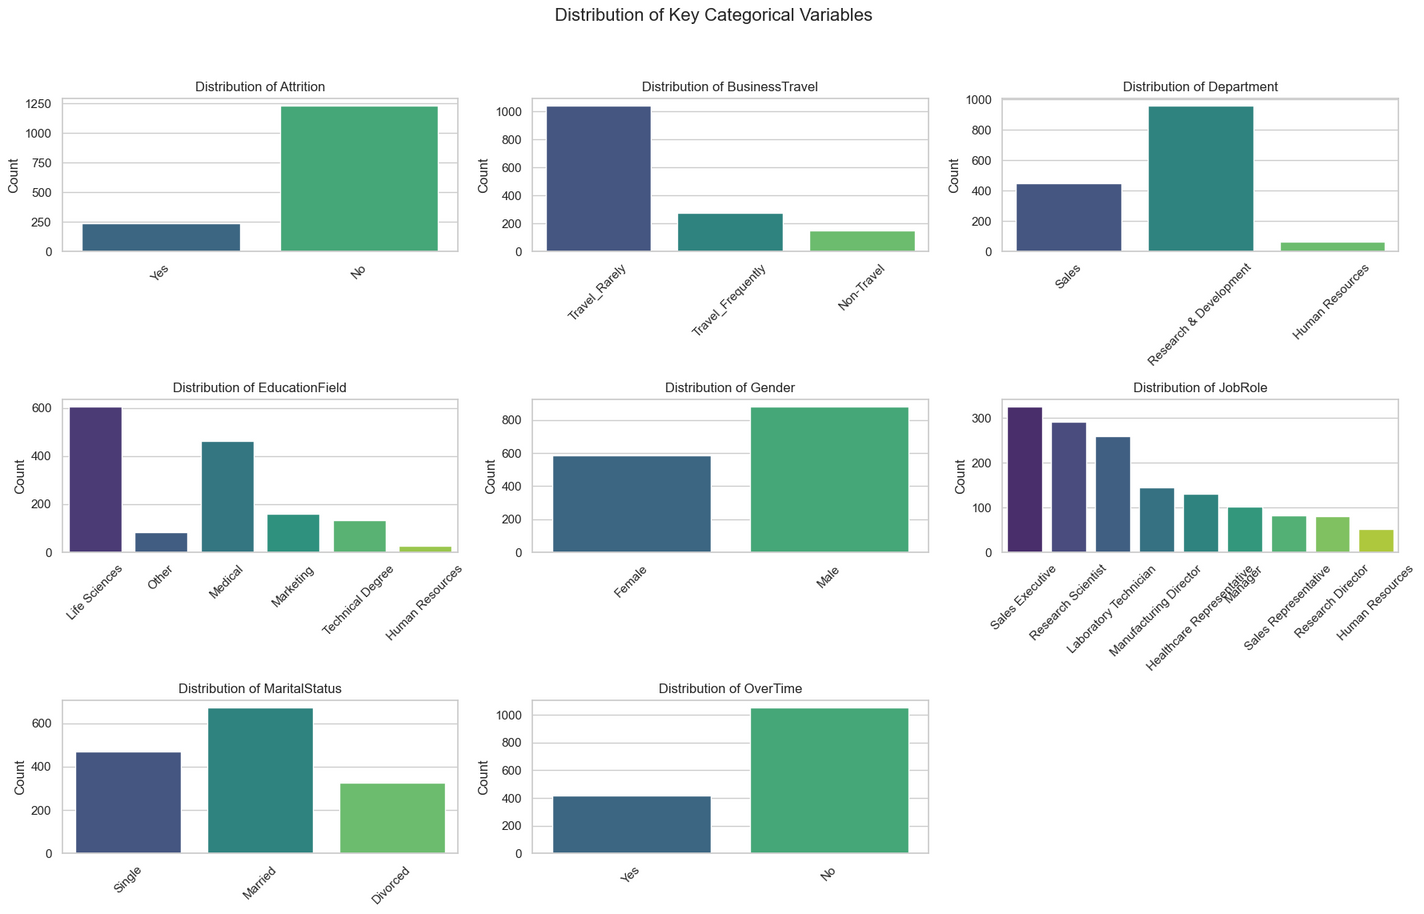 Distribution of Key Categorical Variables
Distribution of Attrition
Count
1250
1000
750
500
250
0
Yes
No
Distribution of BusinessTravel
Count
1000
800
600
400
200
0
Travel_Rarely
Travel_Frequently
Non-Travel
Distribution of Department
Count
1000
800
600
400
200
0
Sales
Research & Development
Human Resources
Distribution of EducationField
Count
600
400
200
0
Life Sciences
Other
Medical
Marketing
Technical Degree
Human Resources
Distribution of Gender
Count
800
600
400
200
0
Female
Male
Distribution of JobRole
Count
300
200
100
0
Sales Executive
Research Scientist
Laboratory Technician
Manufacturing Director
Healthcare Representative
Manager
Sales Representative
Research Director
Human Resources
Distribution of MaritalStatus
Count
600
400
200
0
Single
Married
Divorced
Distribution of OverTime
Count
1000
800
600
400
200
0
Yes
No